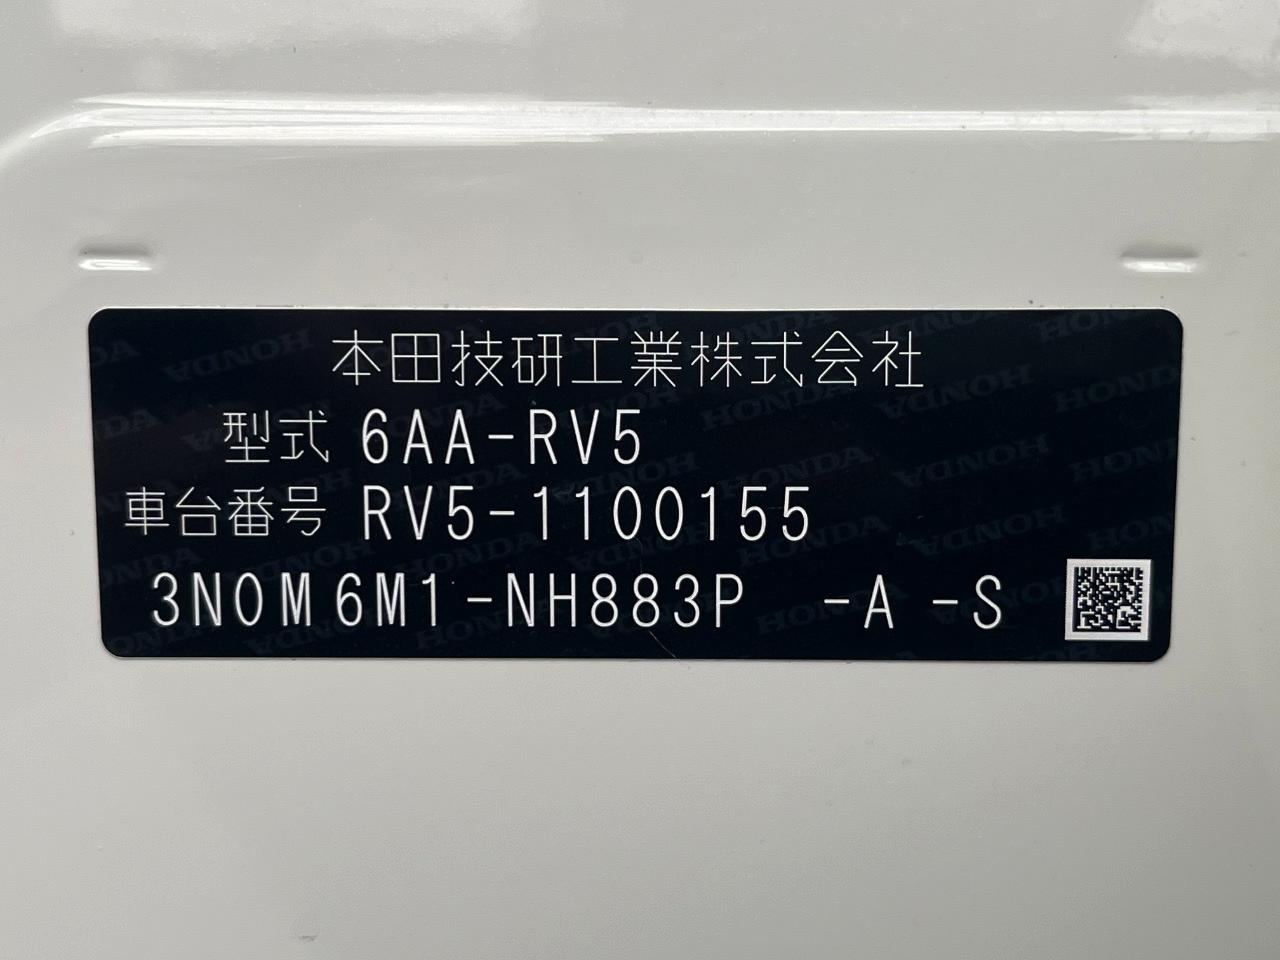 本田技研工業株式会社
型式 6AA-RV5
車台番号 RV5-1100155
3N0M6M1-NH883P -A -S